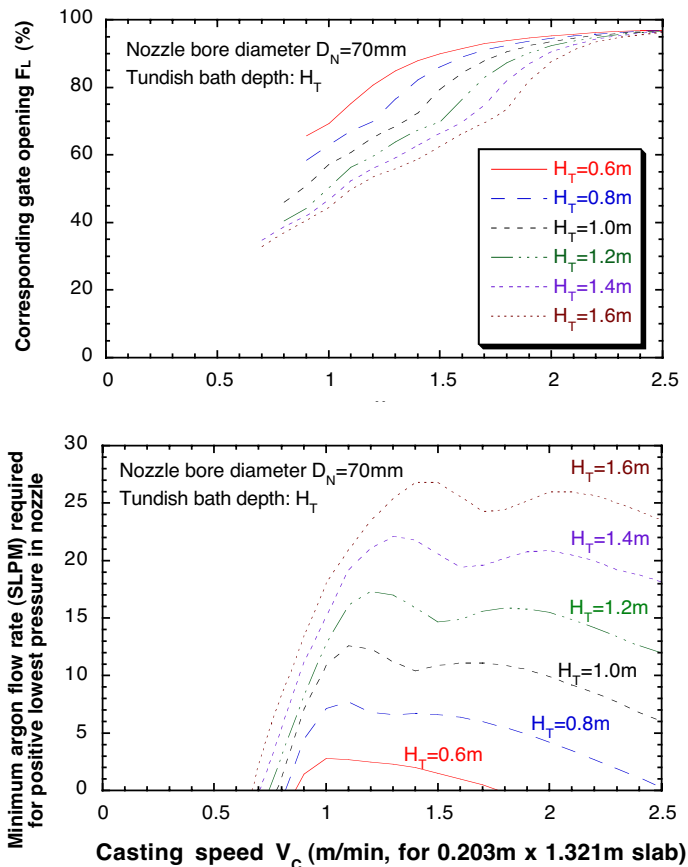 Corresponding gate opening FL (%)
100
80
60
40
20
0
Nozzle bore diameter D_N=70mm
Tundish bath depth: H_T
H_T=0.6m
H_T=0.8m
H_T=1.0m
H_T=1.2m
H_T=1.4m
H_T=1.6m
0 0.5 1 1.5 2 2.5
Minimum argon flow rate (SLPM) required
for positive lowest pressure in nozzle
30
25
20
15
10
5
0
Nozzle bore diameter D_N=70mm
Tundish bath depth: H_T
H_T=1.6m
H_T=1.4m
H_T=1.2m
H_T=1.0m
H_T=0.8m
H_T=0.6m
0 0.5 1 1.5 2 2.5
Casting speed V_C (m/min, for 0.203m x 1.321m slab)